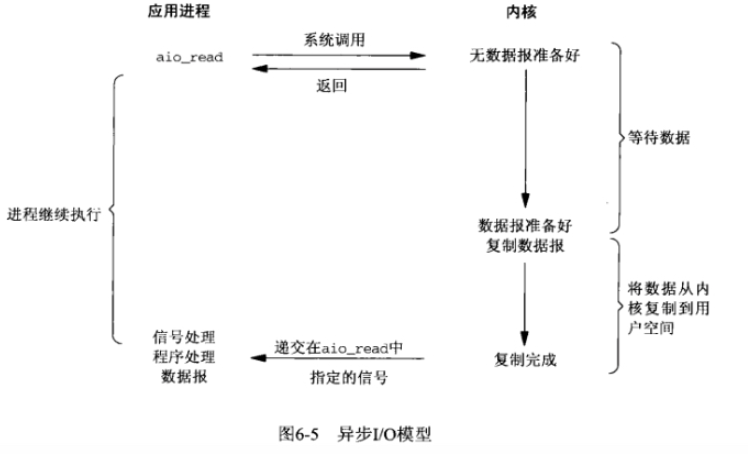 应用进程
内核
aio_read
系统调用
返回
无数据报准备好
等待数据
进程继续执行
数据报准备好
复制数据报
将数据从内
核复制到用
户空间
信号处理
程序处理
数据报
递交在aio_read中
指定的信号
复制完成
图6-5 异步I/O模型